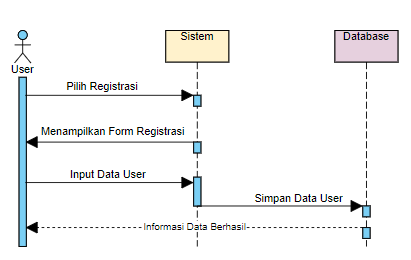 Sistem
Database
User
Pilih Registrasi
Menampilkan Form Registrasi
Input Data User
Simpan Data User
Informasi Data Berhasil